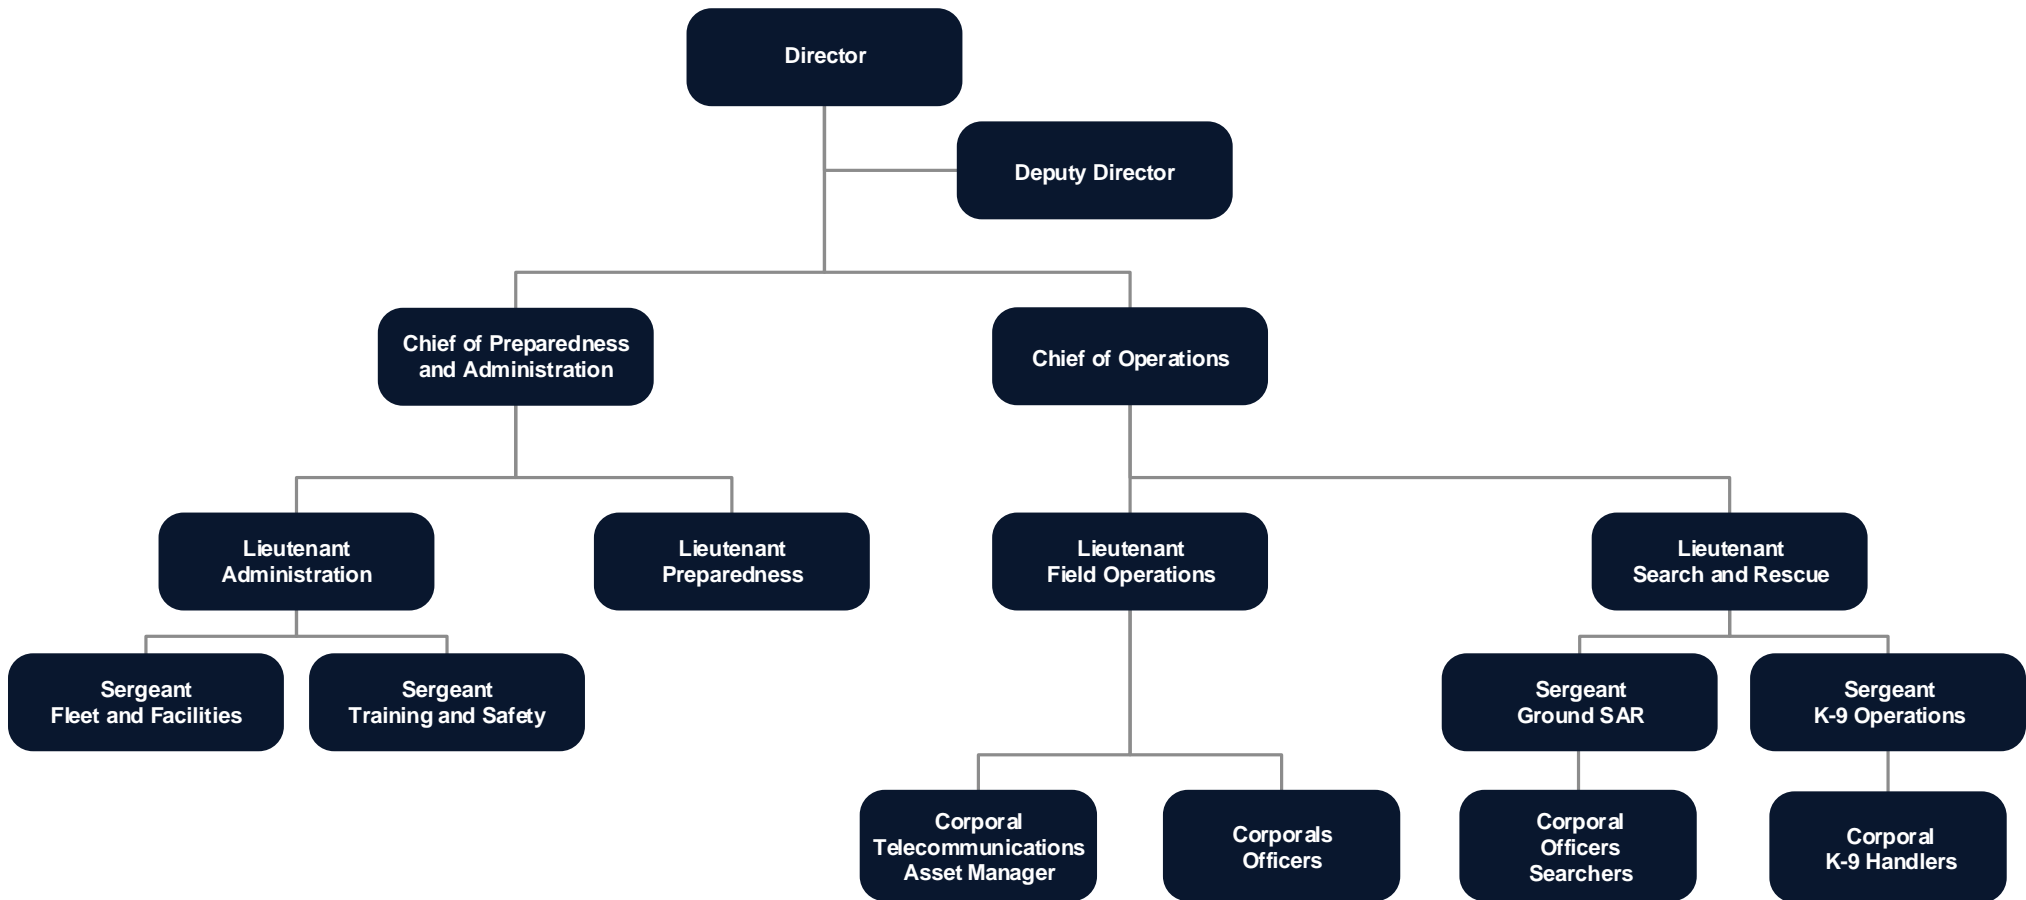 Director
Deputy Director
Chief of Preparedness
and Administration
Chief of Operations
Lieutenant
Administration
Lieutenant
Preparedness
Lieutenant
Field Operations
Lieutenant
Search and Rescue
Sergeant
Fleet and Facilities
Sergeant
Training and Safety
Sergeant
Ground SAR
Sergeant
K-9 Operations
Corporal
Telecommunications
Asset Manager
Corporals
Officers
Corporal
Officers
Searchers
Corporal
K-9 Handlers